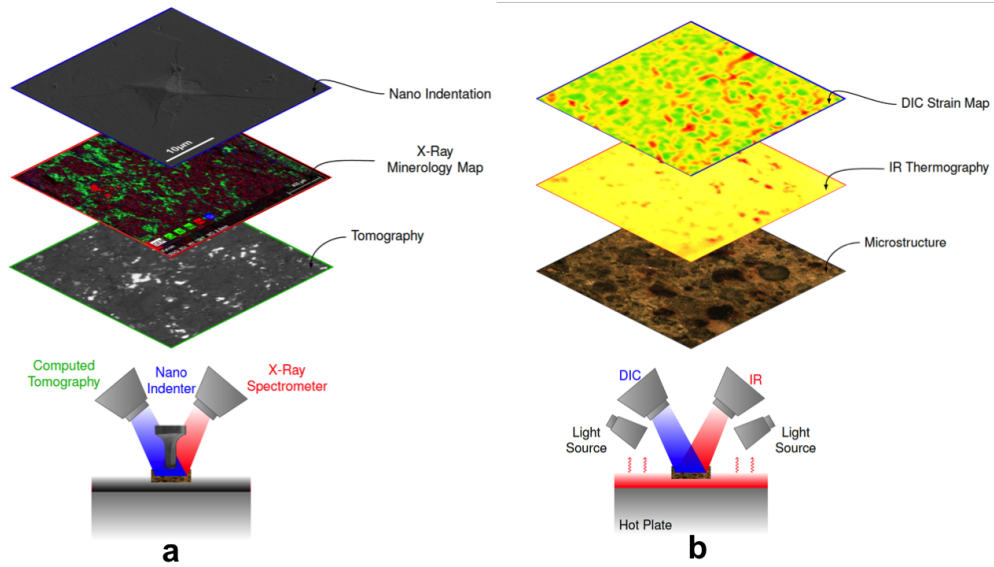 Nano Indentation
10μm
X-Ray
Minerology Map
Tomography
Computed
Tomography
Nano
Indenter
X-Ray
Spectrometer
a
DIC Strain Map
IR Thermography
Microstructure
DIC
IR
Light
Source
Light
Source
Hot Plate
b